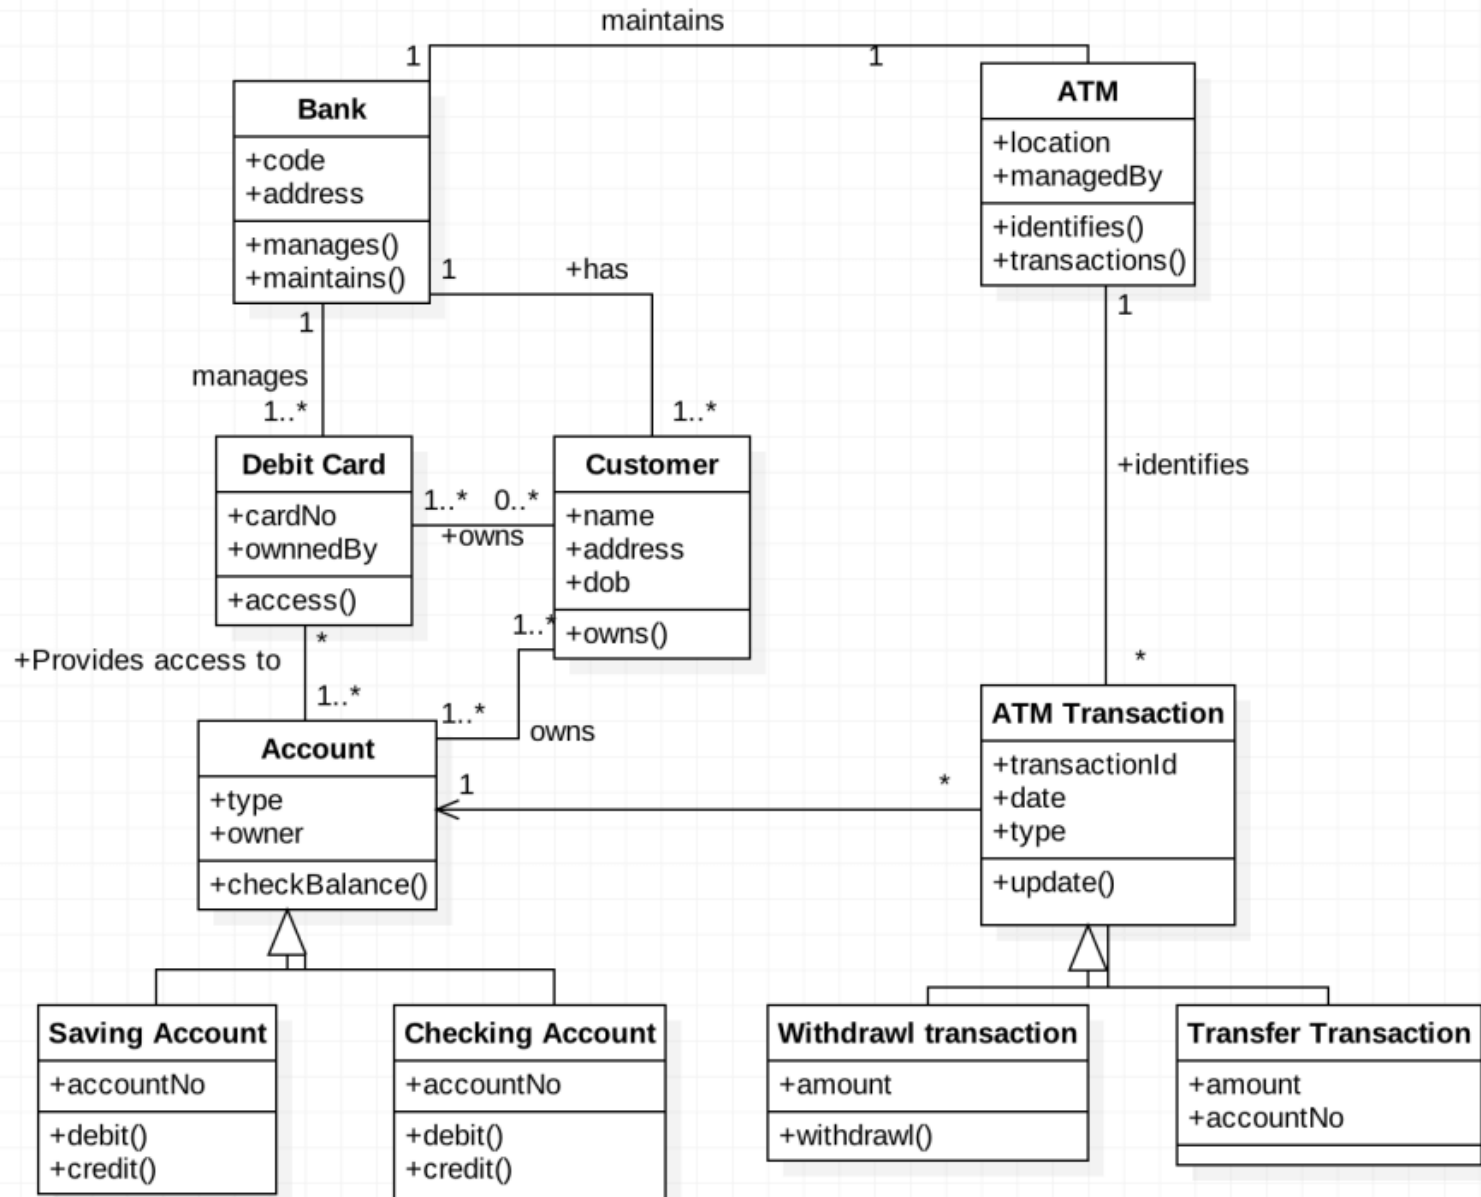 maintains
1
1
Bank
+code
+address
+manages()
+maintains()
ATM
+location
+managedBy
+identifies()
+transactions()
1
+has
1
1
manages
1..*
1..*
Debit Card
+cardNo
+ownnedBy
+access()
1..*
0..*
+owns
Customer
+name
+address
+dob
+owns()
+identifies
*
+Provides access to
1..*
1..*
1..*
owns
*
Account
+type
+owner
+checkBalance()
1
*
ATM Transaction
+transactionId
+date
+type
+update()
Saving Account
+accountNo
+debit()
+credit()
Checking Account
+accountNo
+debit()
+credit()
Withdrawl transaction
+amount
+withdrawl()
Transfer Transaction
+amount
+accountNo